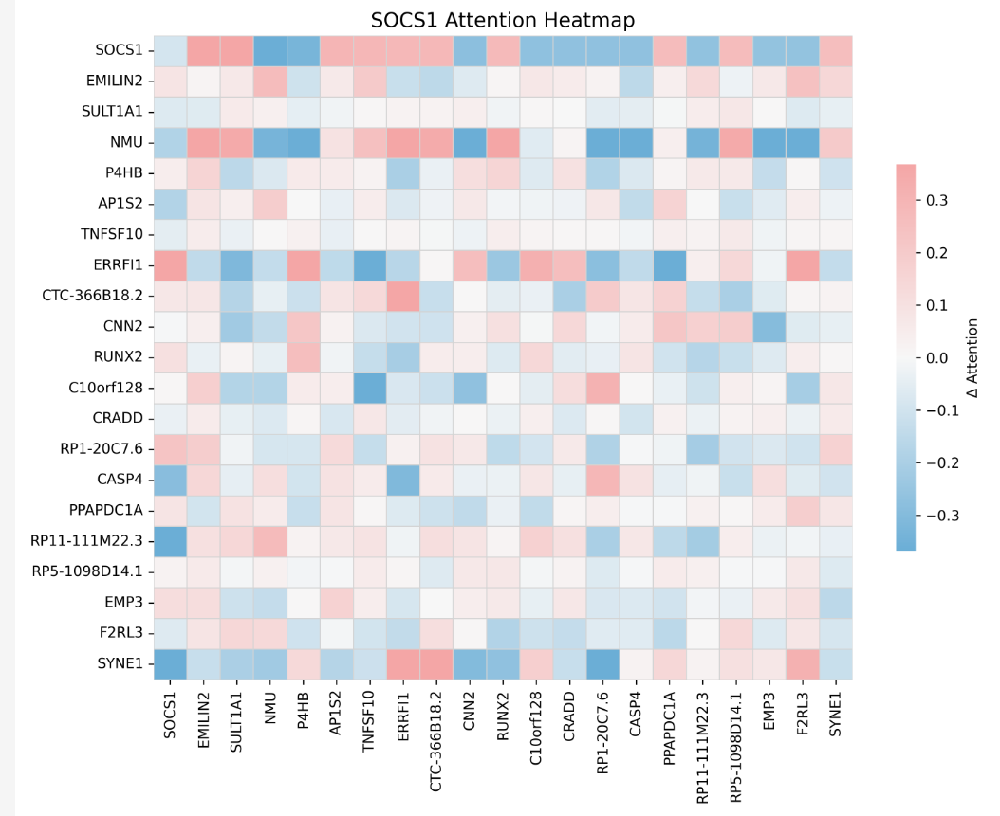 SOCS1 Attention Heatmap
SOCS1
EMILIN2
SULT1A1
NMU
P4HB
AP1S2
TNFSF10
ERRFI1
CTC-366B18.2
CNN2
RUNX2
C10orf128
CRADD
RP1-20C7.6
CASP4
PPAPDC1A
RP11-111M22.3
RP5-1098D14.1
EMP3
F2RL3
SYNE1
SOCS1
EMILIN2
SULT1A1
NMU
P4HB
AP1S2
TNFSF10
ERRFI1
CTC-366B18.2
CNN2
RUNX2
C10orf128
CRADD
RP1-20C7.6
CASP4
PPAPDC1A
RP11-111M22.3
RP5-1098D14.1
EMP3
F2RL3
SYNE1
0.3
0.2
0.1
0.0
−0.1
−0.2
−0.3
Δ Attention